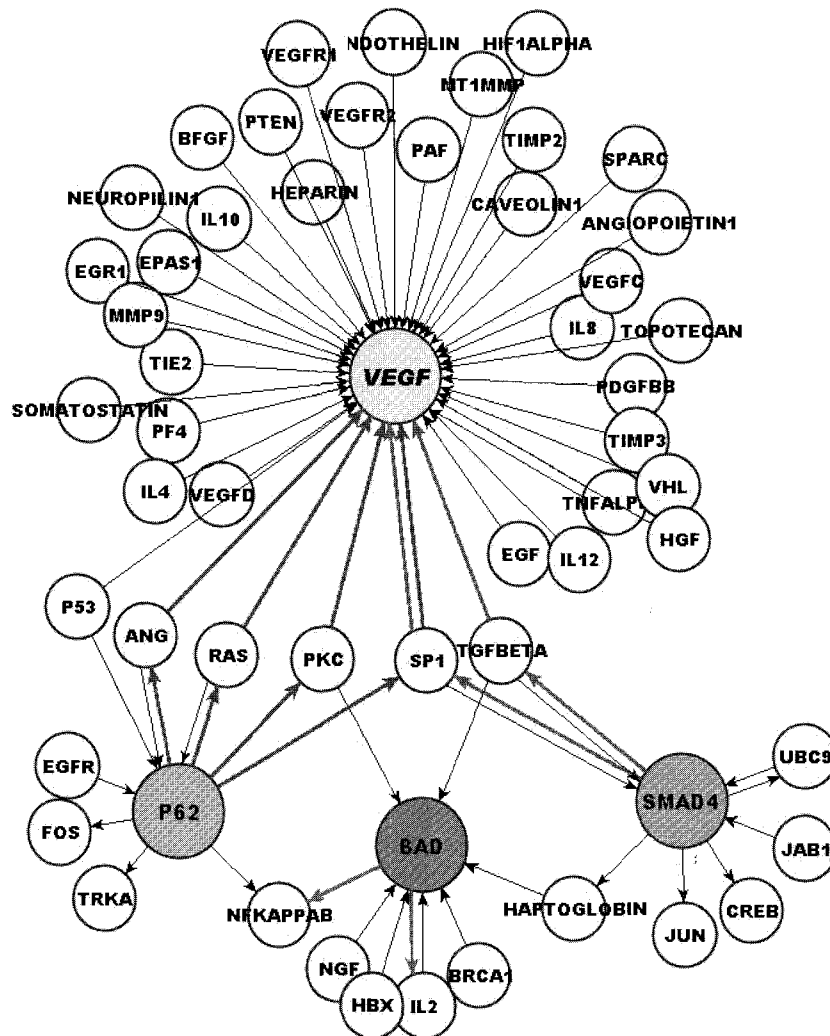 NDOTHELIN
HIF1ALPHA
VEGFR1
MT1MMP
PTEN
VEGFR2
BFGF
PAF
TIMP2
SPARC
HEPARIN
NEUROPILIN1
IL10
CAVEOLIN1
ANGIOPOIETIN1
EGR1
EPAS1
VEGFC
MMP9
IL8
TOPOTECAN
TIE2
VEGF
PDGFBB
SOMATOSTATIN
PF4
TIMP3
IL4
VEGFD
VHL
TNFALP
HGF
EGF
IL12
P53
ANG
RAS
PKC
SP1
TGFBETA
EGFR
UBC9
P62
SMAD4
FOS
BAD
JAB1
TRKA
NFKAPPAB
HAPTOGLOBIN
CREB
JUN
NGF
BRCA1
HBX
IL2